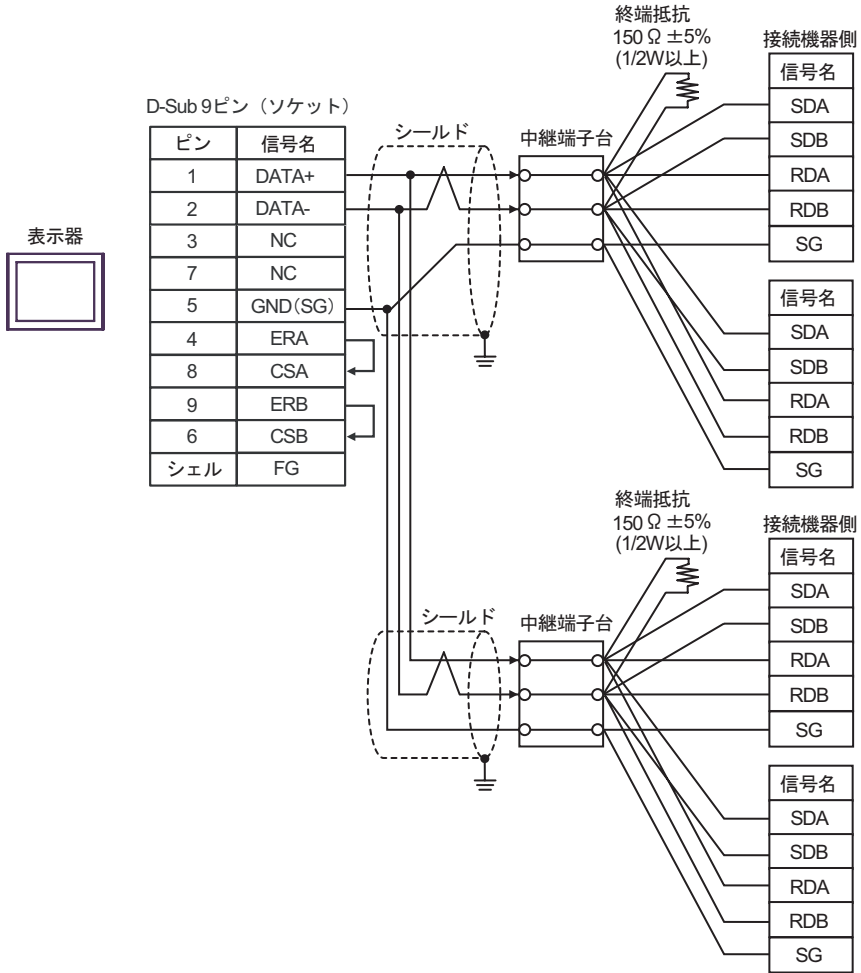 表示器
D-Sub 9ピン（ソケット）
ピン 信号名
1 DATA+
2 DATA-
3 NC
7 NC
5 GND(SG)
4 ERA
8 CSA
9 ERB
6 CSB
シェル FG
シールド
中継端子台
終端抵抗
150 Ω ±5%
(1/2W以上)
接続機器側
信号名
SDA
SDB
RDA
RDB
SG
信号名
SDA
SDB
RDA
RDB
SG
シールド
中継端子台
終端抵抗
150 Ω ±5%
(1/2W以上)
接続機器側
信号名
SDA
SDB
RDA
RDB
SG
信号名
SDA
SDB
RDA
RDB
SG